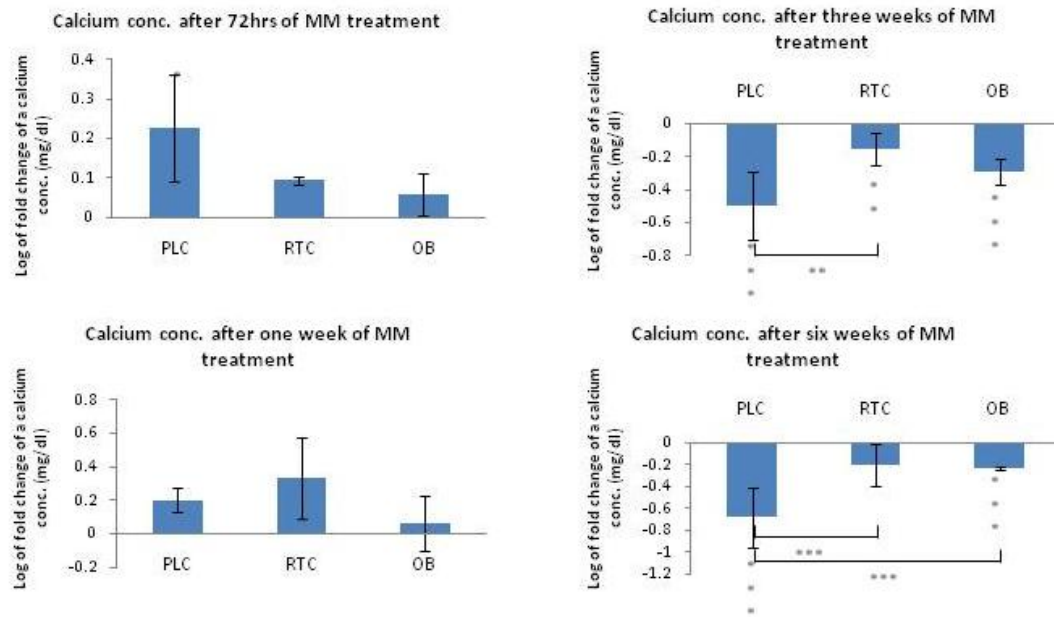 Calcium conc. after 72hrs of MM treatment
Log of fold change of a calcium
conc. (mg/dl)
0.4
0.3
0.2
0.1
0
*
PLC
RTC
OB
Calcium conc. after three weeks of MM
treatment
Log of fold change of a calcium
conc. (mg/dl)
PLC
RTC
OB
0
-0.2
-0.4
-0.6
-0.8
*
*
*
*
*
*
*
*
**
Calcium conc. after one week of MM
treatment
Log of fold change of a calcium
conc. (mg/dl)
0.8
0.6
0.4
0.2
0
-0.2
PLC
RTC
OB
Calcium conc. after six weeks of MM
treatment
Log of fold change of a calcium
conc. (mg/dl)
PLC
RTC
OB
0
-0.2
-0.4
-0.6
-0.8
-1
-1.2
*
*
*
***
***
*
*
*